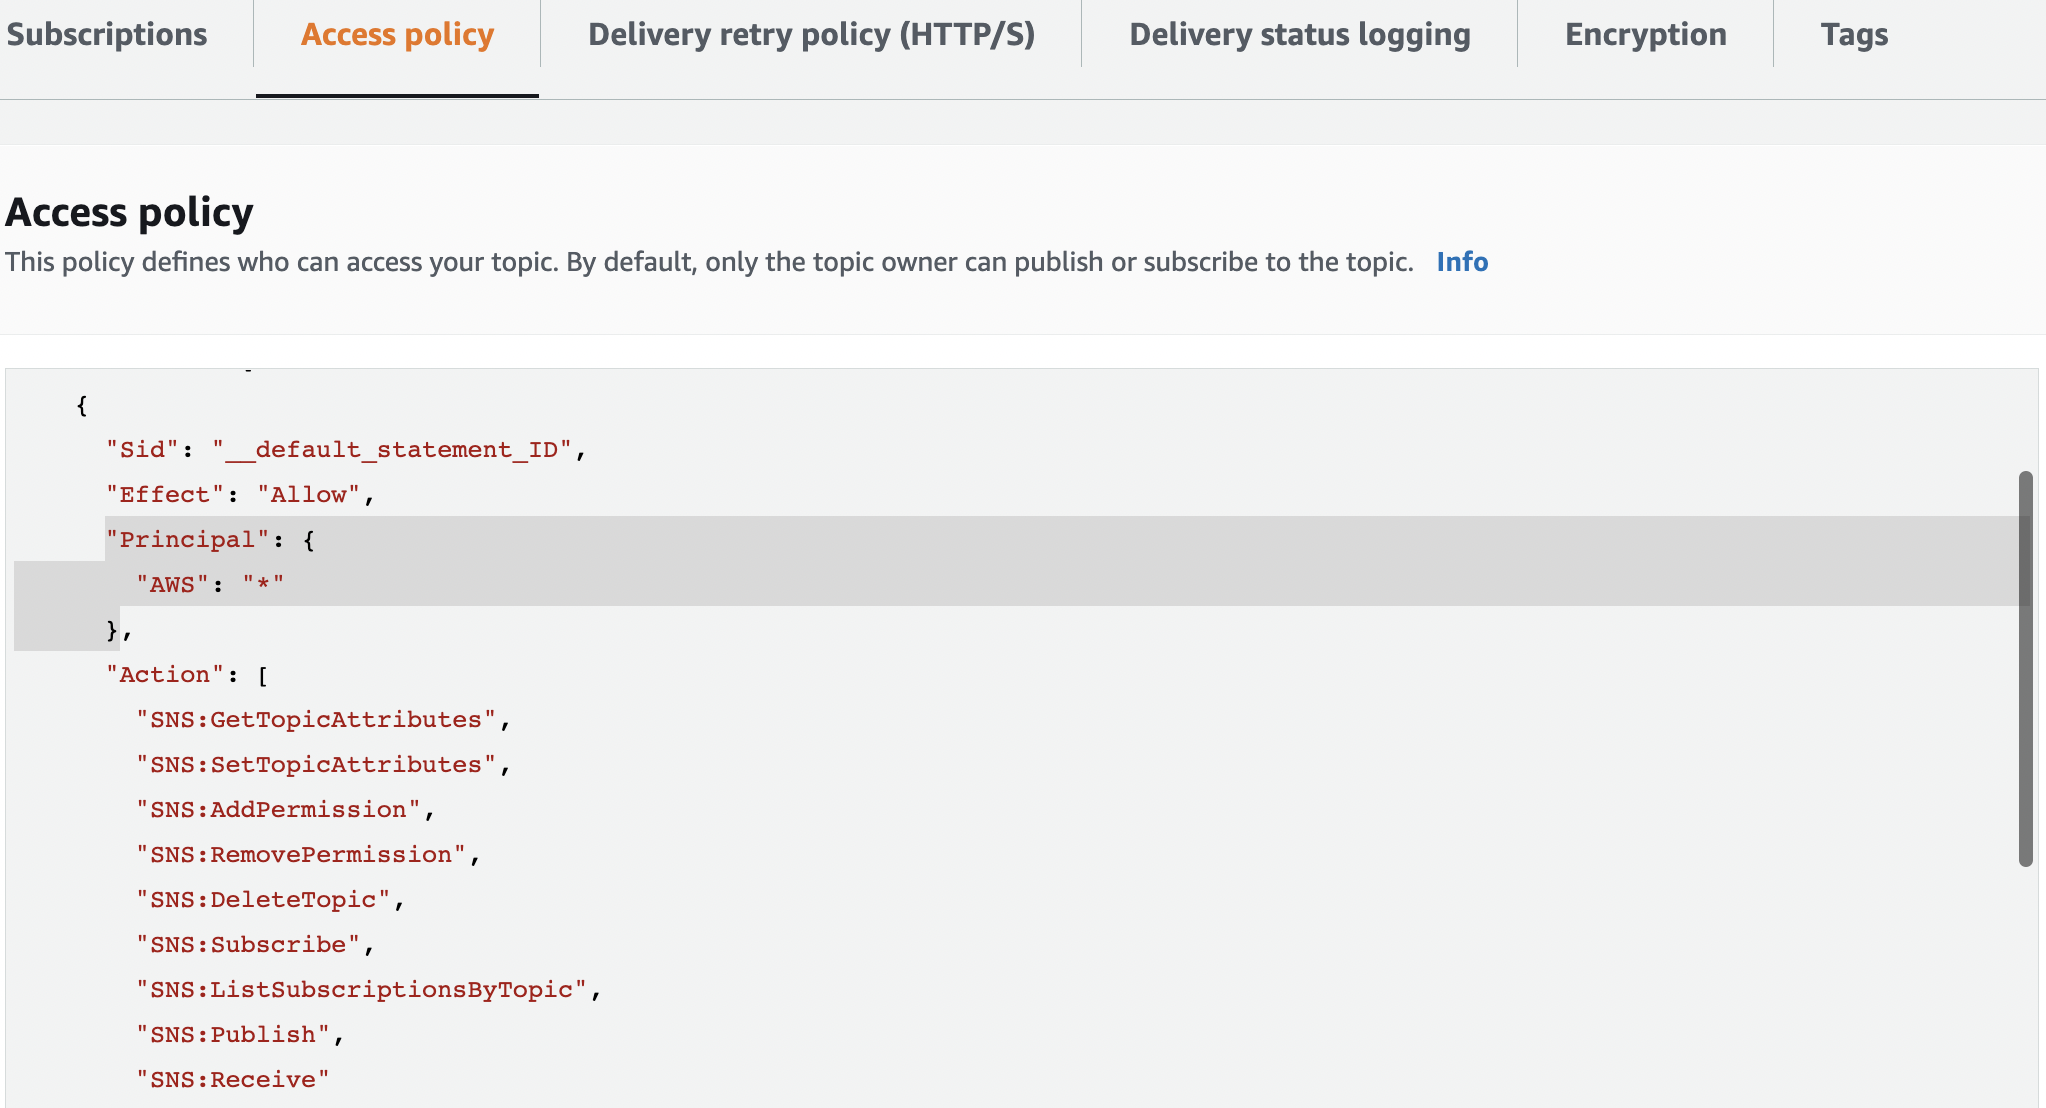 Subscriptions Access policy Delivery retry policy (HTTP/S) Delivery status logging Encryption Tags
Access policy
This policy defines who can access your topic. By default, only the topic owner can publish or subscribe to the topic. Info
{
"Sid": "__default_statement_ID",
"Effect": "Allow",
"Principal": {
"AWS": "*"
},
"Action": [
"SNS:GetTopicAttributes",
"SNS:SetTopicAttributes",
"SNS:AddPermission",
"SNS:RemovePermission",
"SNS:DeleteTopic",
"SNS:Subscribe",
"SNS:ListSubscriptionsByTopic",
"SNS:Publish",
"SNS:Receive"